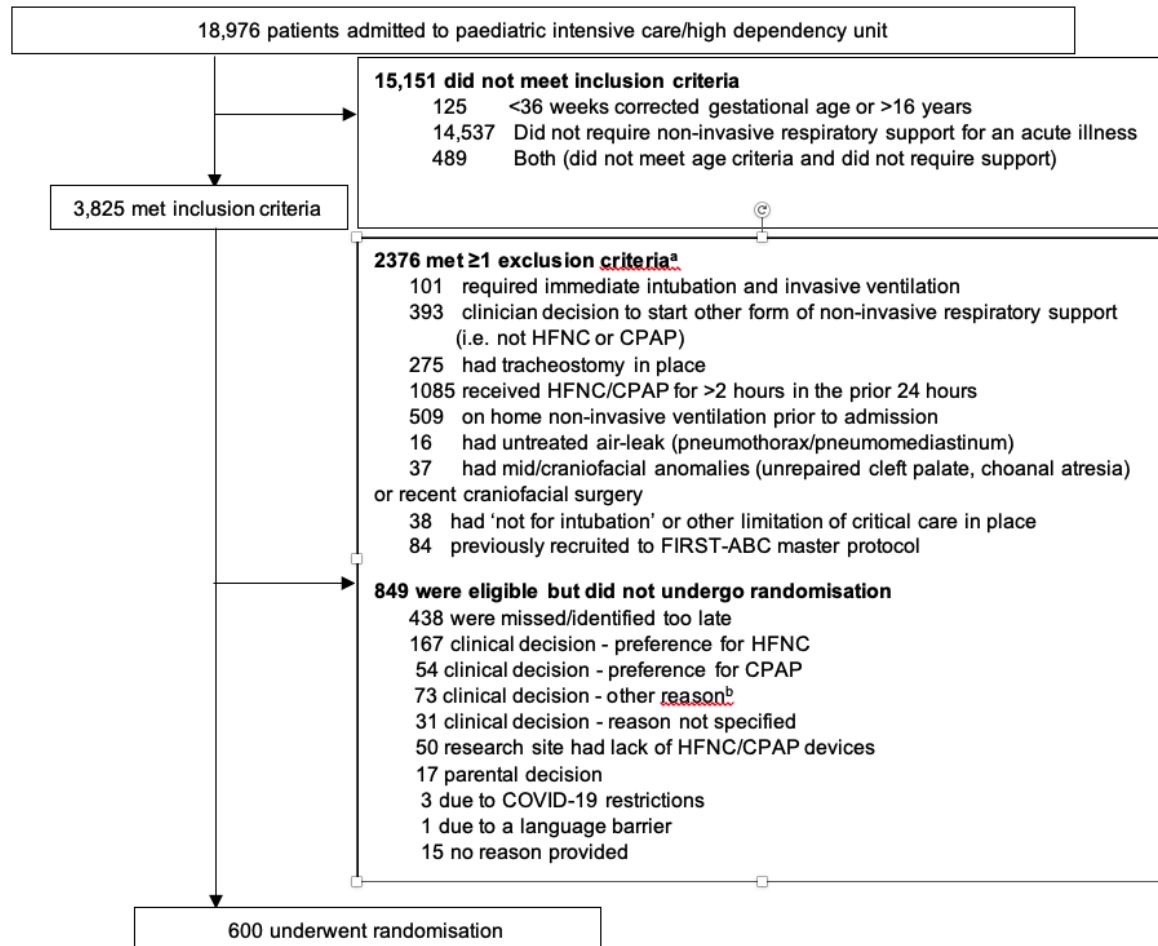 18,976 patients admitted to paediatric intensive care/high dependency unit
15,151 did not meet inclusion criteria
125 <36 weeks corrected gestational age or >16 years
14,537 Did not require non-invasive respiratory support for an acute illness
489 Both (did not meet age criteria and did not require support)
3,825 met inclusion criteria
2376 met ≥1 exclusion criteriaᵃ
101 required immediate intubation and invasive ventilation
393 clinician decision to start other form of non-invasive respiratory support
(i.e. not HFNC or CPAP)
275 had tracheostomy in place
1085 received HFNC/CPAP for >2 hours in the prior 24 hours
509 on home non-invasive ventilation prior to admission
16 had untreated air-leak (pneumothorax/pneumomediastinum)
37 had mid/craniofacial anomalies (unrepaired cleft palate, choanal atresia)
or recent craniofacial surgery
38 had ‘not for intubation’ or other limitation of critical care in place
84 previously recruited to FIRST-ABC master protocol
849 were eligible but did not undergo randomisation
438 were missed/identified too late
167 clinical decision - preference for HFNC
54 clinical decision - preference for CPAP
73 clinical decision - other reasonᵇ
31 clinical decision - reason not specified
50 research site had lack of HFNC/CPAP devices
17 parental decision
3 due to COVID-19 restrictions
1 due to a language barrier
15 no reason provided
600 underwent randomisation